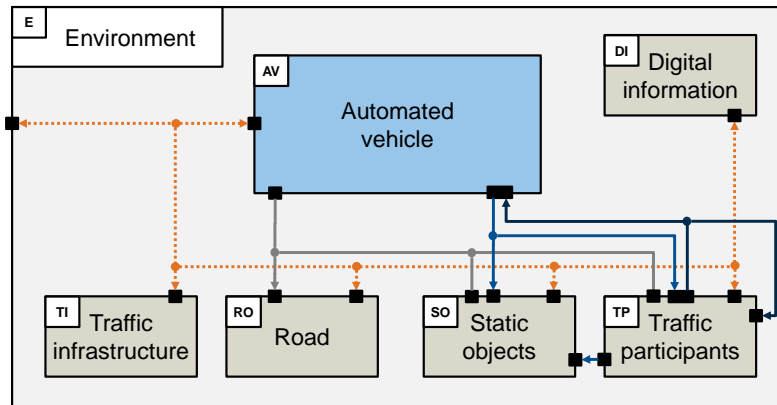 E
Environment
AV
Automated
vehicle
DI
Digital
information
TI
Traffic
infrastructure
RO
Road
SO
Static
objects
TP
Traffic
participants